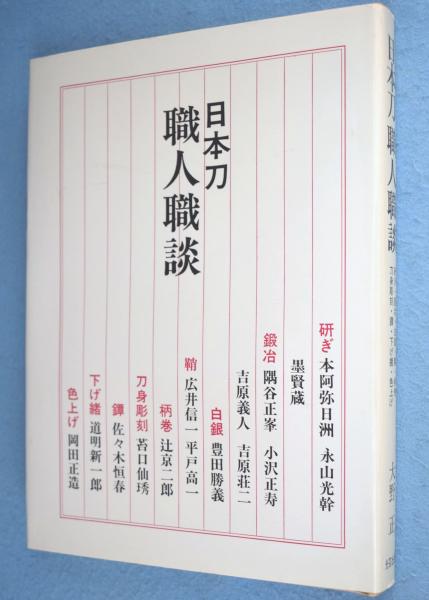 日本刀
職人職談
研ぎ 本阿弥日洲 永山光幹
墨賢蔵
鍛冶 隅谷正峯 小沢正寿
吉原義人 吉原荘二
白銀 豊田勝義
鞘 広井信一 平戸高一
柄巻 辻京二郎
刀身彫刻 苔口仙琇
鐔 佐々木恒春
下げ緒 道明新一郎
色上げ 岡田正造
日本刀職人職談
大野正